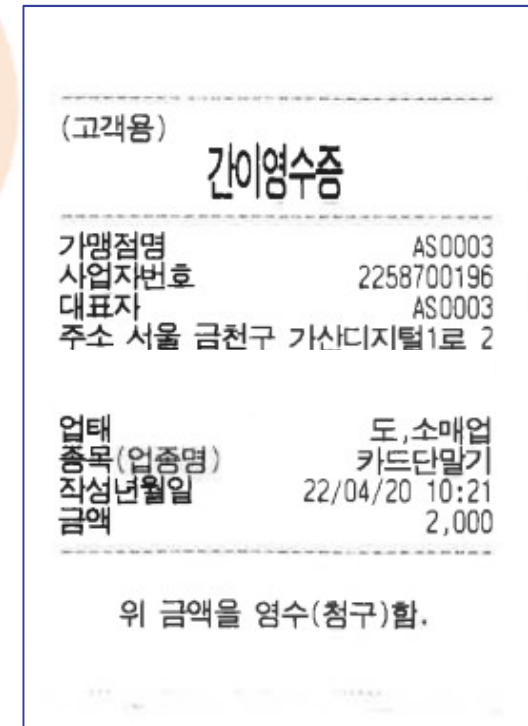 (고객용)
간이영수증
가맹점명 AS0003
사업자번호 2258700196
대표자 AS0003
주소 서울 금천구 가산디지털1로 2
업태 도,소매업
종목(업종명) 카드단말기
작성년월일 22/04/20 10:21
금액 2,000
위 금액을 영수(청구)함.